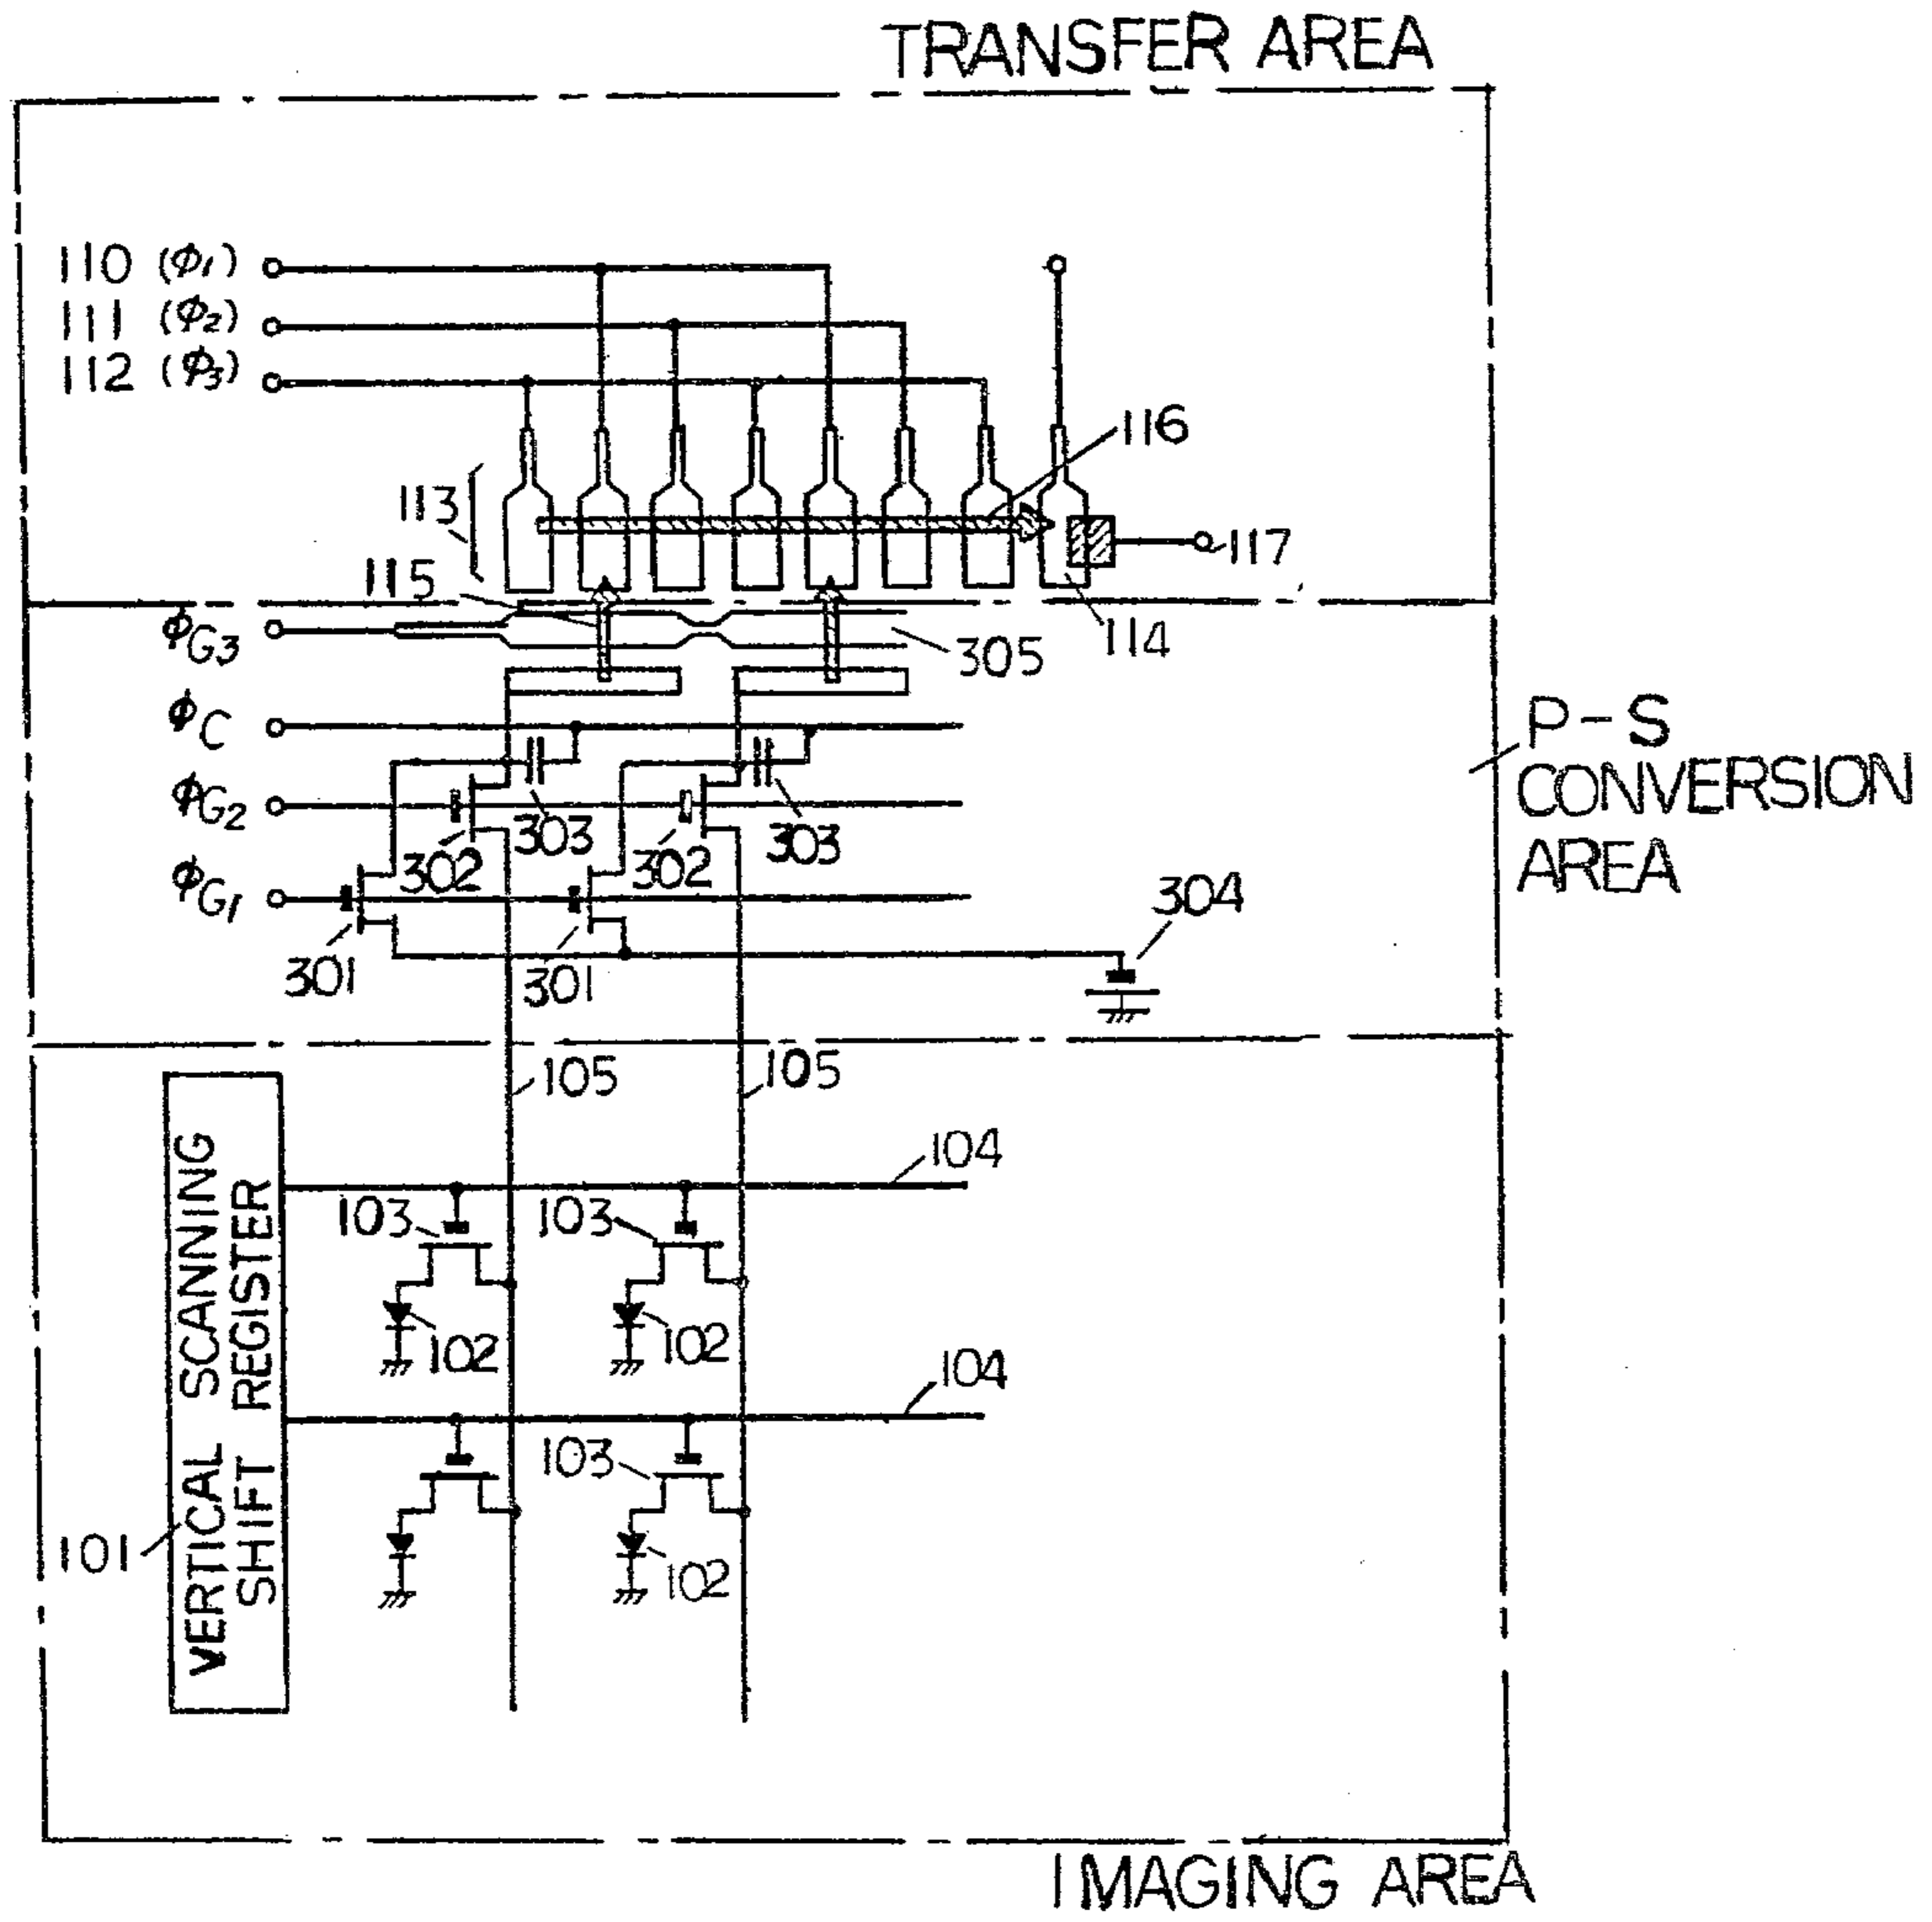 TRANSFER AREA
110 (ϕ1)
111 (ϕ2)
112 (ϕ3)
116
113
117
115
ϕG3
305
114
ϕC
P-S
CONVERSION
AREA
ϕG2
303
303
302
302
ϕG1
304
301
301
105
105
104
103
103
102
102
104
103
102
101
VERTICAL SCANNING
SHIFT REGISTER
IMAGING AREA